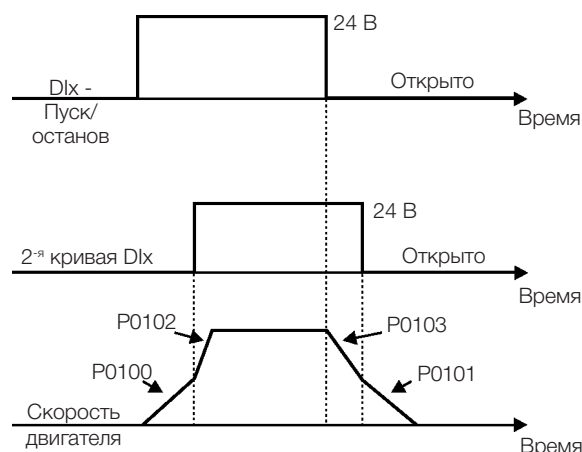 24 В
DIx -
Пуск/
останов
Открыто
Время
24 В
2-я кривая DIx
Открыто
Время
P0102
P0103
P0100
P0101
Скорость
двигателя
Время